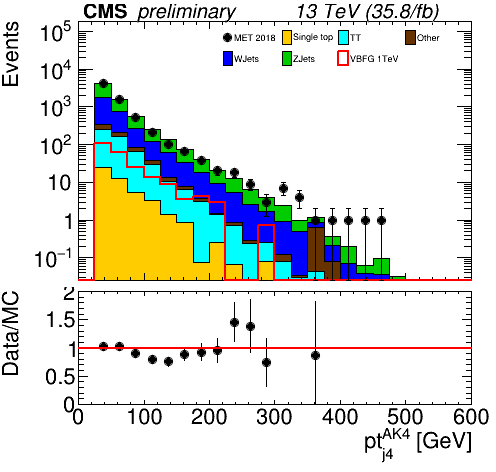 CMS preliminary 13 TeV (35.8/fb)
Events
MET 2018 Single top TT Other
WJets ZJets VBFG 1TeV
10^5
10^4
10^3
10^2
10
1
10^-1
Data/MC
2
1.5
1
0.5
0
0 100 200 300 400 500 600
pt_j4^AK4 [GeV]